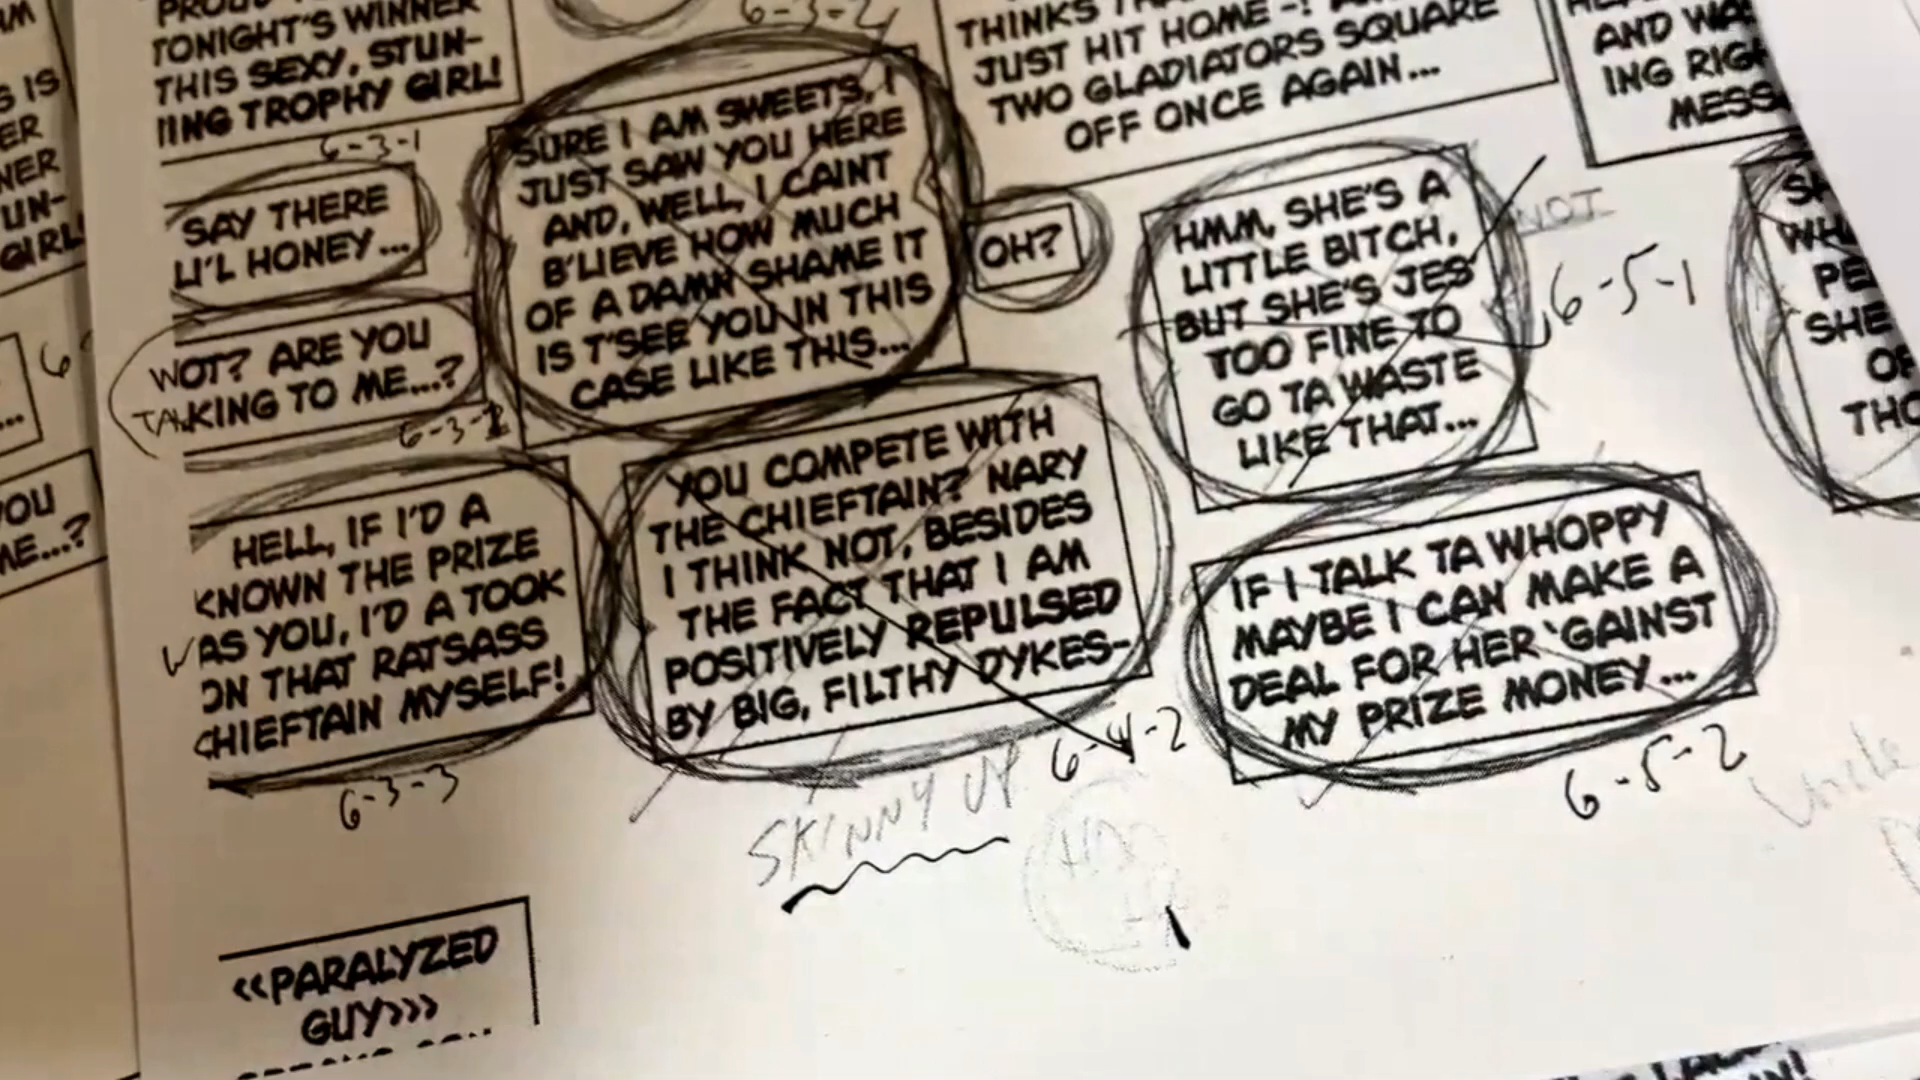 TONIGHT'S WINNER
THIS SEXY, STUN-
NING TROPHY GIRL!
6-3-1
SAY THERE
LI'L HONEY...
WOT? ARE YOU
TALKING TO ME...?
6-3-2
HELL, IF I'D A
KNOWN THE PRIZE
WAS YOU, I'D A TOOK
ON THAT RATSASS
CHIEFTAIN MYSELF!
6-3-3
<<PARALYZED
GUY>>>
6-3-2
SURE I AM SWEETS, I
JUST SAW YOU HERE
AND, WELL, I CAINT
B'LIEVE HOW MUCH
OF A DAMN SHAME IT
IS T'SEE YOU IN THIS
CASE LIKE THIS...
YOU COMPETE WITH
THE CHIEFTAIN? NARY
I THINK NOT, BESIDES
THE FACT THAT I AM
POSITIVELY REPULSED
BY BIG, FILTHY DYKES-
6-4-2
SKINNY UP
THINKS
JUST HIT HOME-!
TWO GLADIATORS SQUARE
OFF ONCE AGAIN...
OH?
HMM, SHE'S A
LITTLE BITCH,
BUT SHE'S JES'
TOO FINE TO
GO TA WASTE
LIKE THAT...
NOT
6-5-1
IF I TALK TA WHOPPY
MAYBE I CAN MAKE A
DEAL FOR HER 'GAINST
MY PRIZE MONEY...
6-5-2
Uncle
AND
ING
SHE
OF